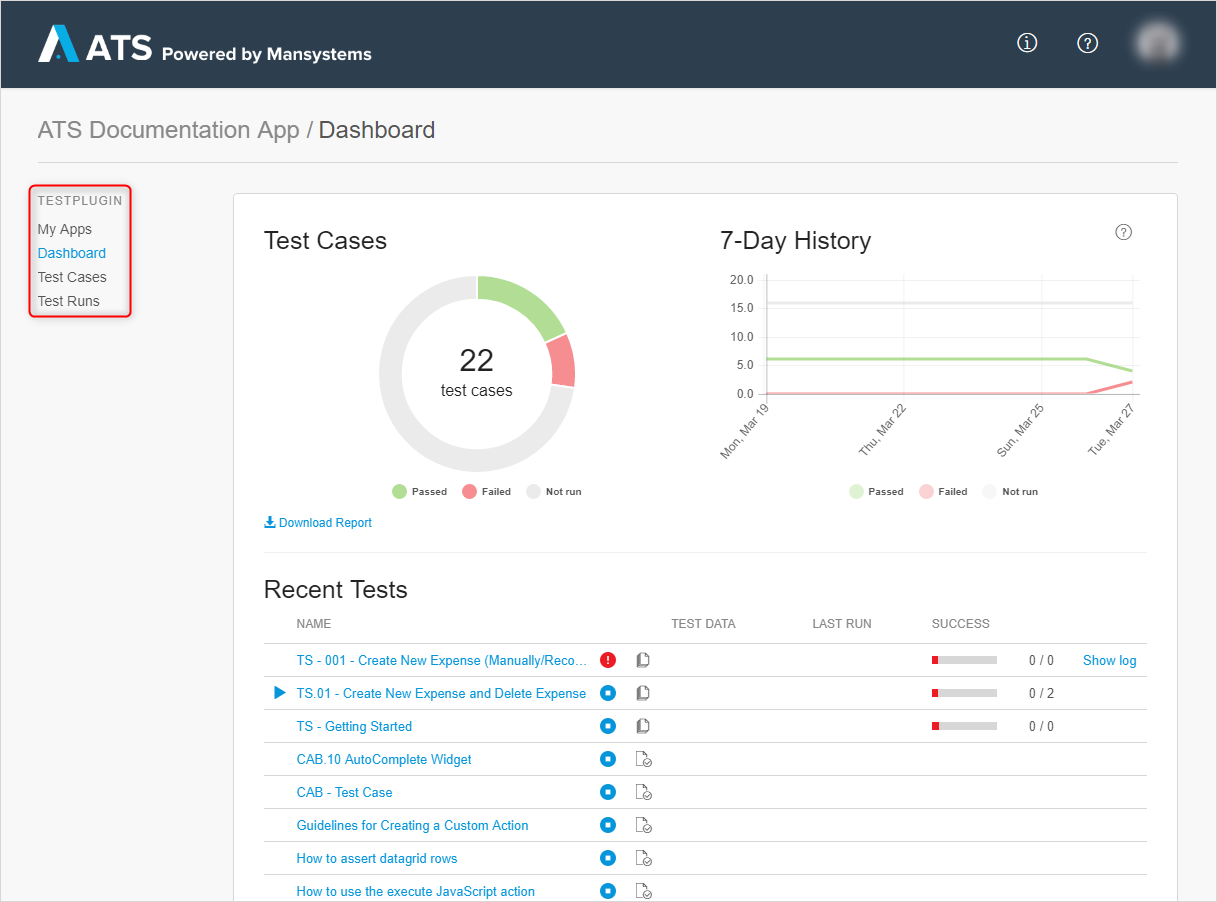 ATS Powered by Mansystems
ATS Documentation App / Dashboard
TESTPLUGIN
My Apps
Dashboard
Test Cases
Test Runs
Test Cases
22
test cases
Passed Failed Not run
Download Report
7-Day History
20.0
15.0
10.0
5.0
0.0
Mon, Mar 19
Thu, Mar 22
Sun, Mar 25
Tue, Mar 27
Passed Failed Not run
Recent Tests
NAME TEST DATA LAST RUN SUCCESS
TS - 001 - Create New Expense (Manually/Reco... 0 / 0 Show log
TS.01 - Create New Expense and Delete Expense 0 / 2
TS - Getting Started 0 / 0
CAB.10 AutoComplete Widget
CAB - Test Case
Guidelines for Creating a Custom Action
How to assert datagrid rows
How to use the execute JavaScript action